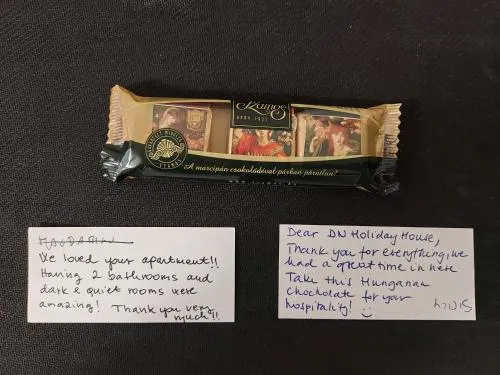 Szamos
A marcipán csokoládéval párban páratlan!
We loved your apartment!!
Having 2 bathrooms and
dark & quiet rooms were
amazing! Thank you very
much!!
Dear DN Holiday House,
Thank you for everything, we
had a great time in here
Take this Hungarian
chocholate for your
hospitality!